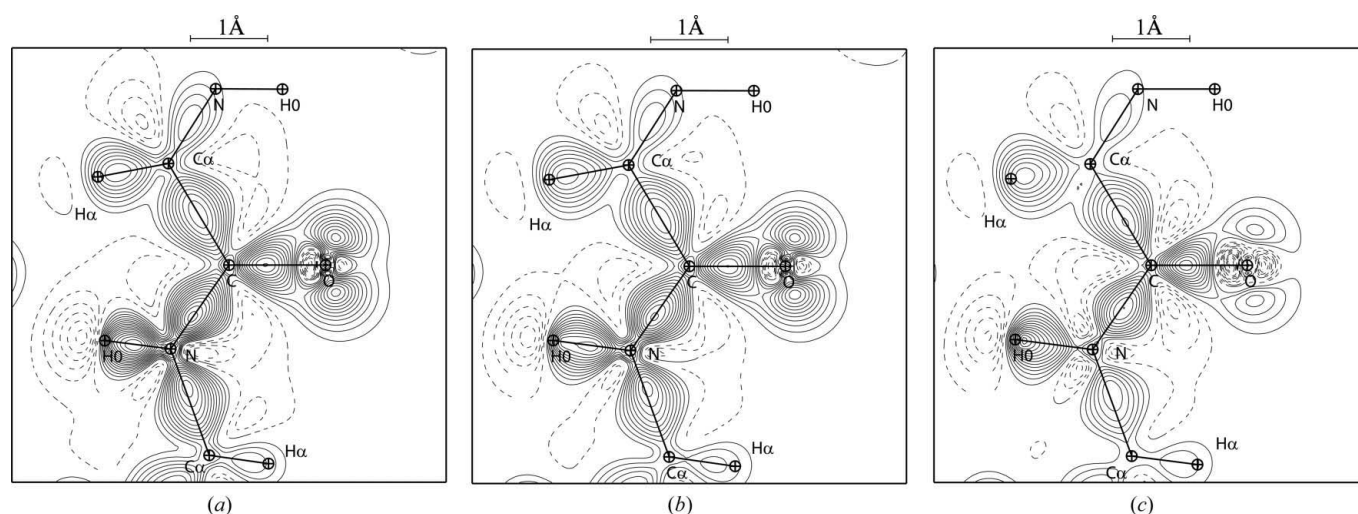 1Å 1Å 1Å
N H0 N H0 N H0
Cα Cα Cα
Hα Hα Hα
C O C O C O
H0 N H0 N H0 N
Cα Hα Cα Hα Cα Hα
(a) (b) (c)